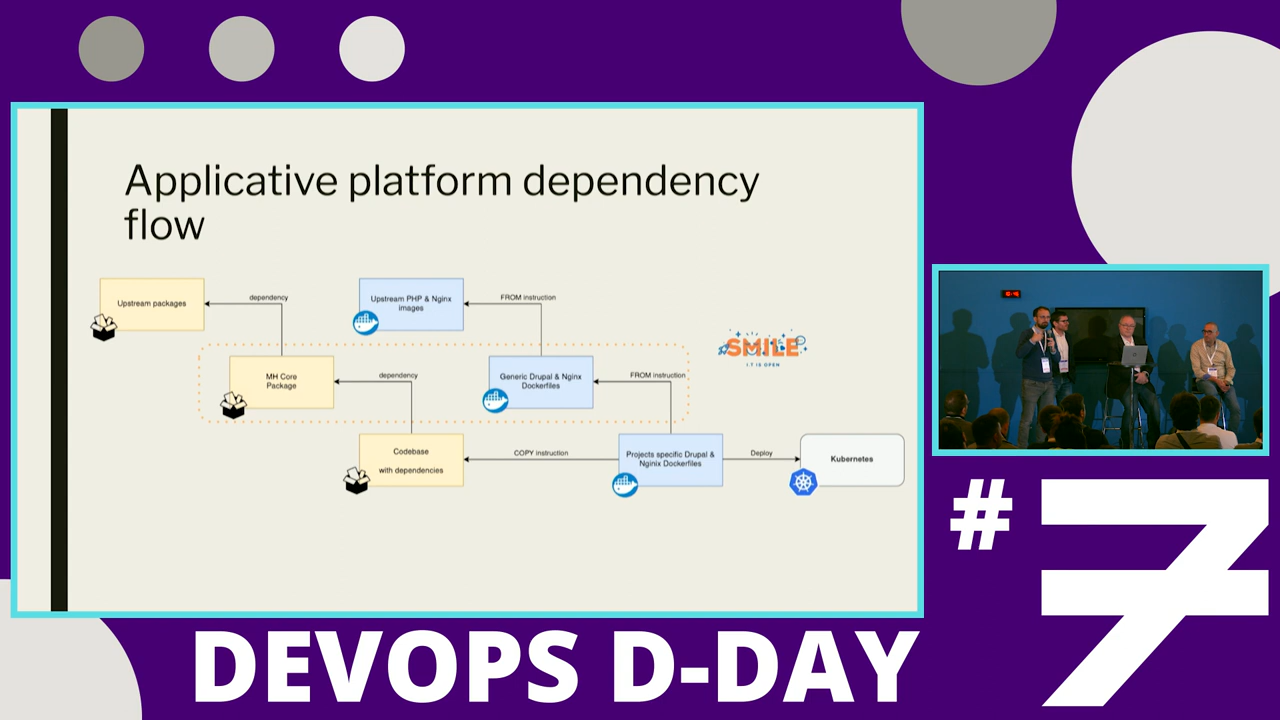 Applicative platform dependency
flow
Upstream packages
dependency
Upstream PHP & Nginx
images
FROM instruction
MH Core
Package
dependency
Generic Drupal & Nginx
Dockerfiles
FROM instruction
SMILE
I.T IS OPEN
Codebase
with dependencies
COPY instruction
Projects specific Drupal &
Nginix Dockerfiles
Deploy
Kubernetes
#7
DEVOPS D-DAY